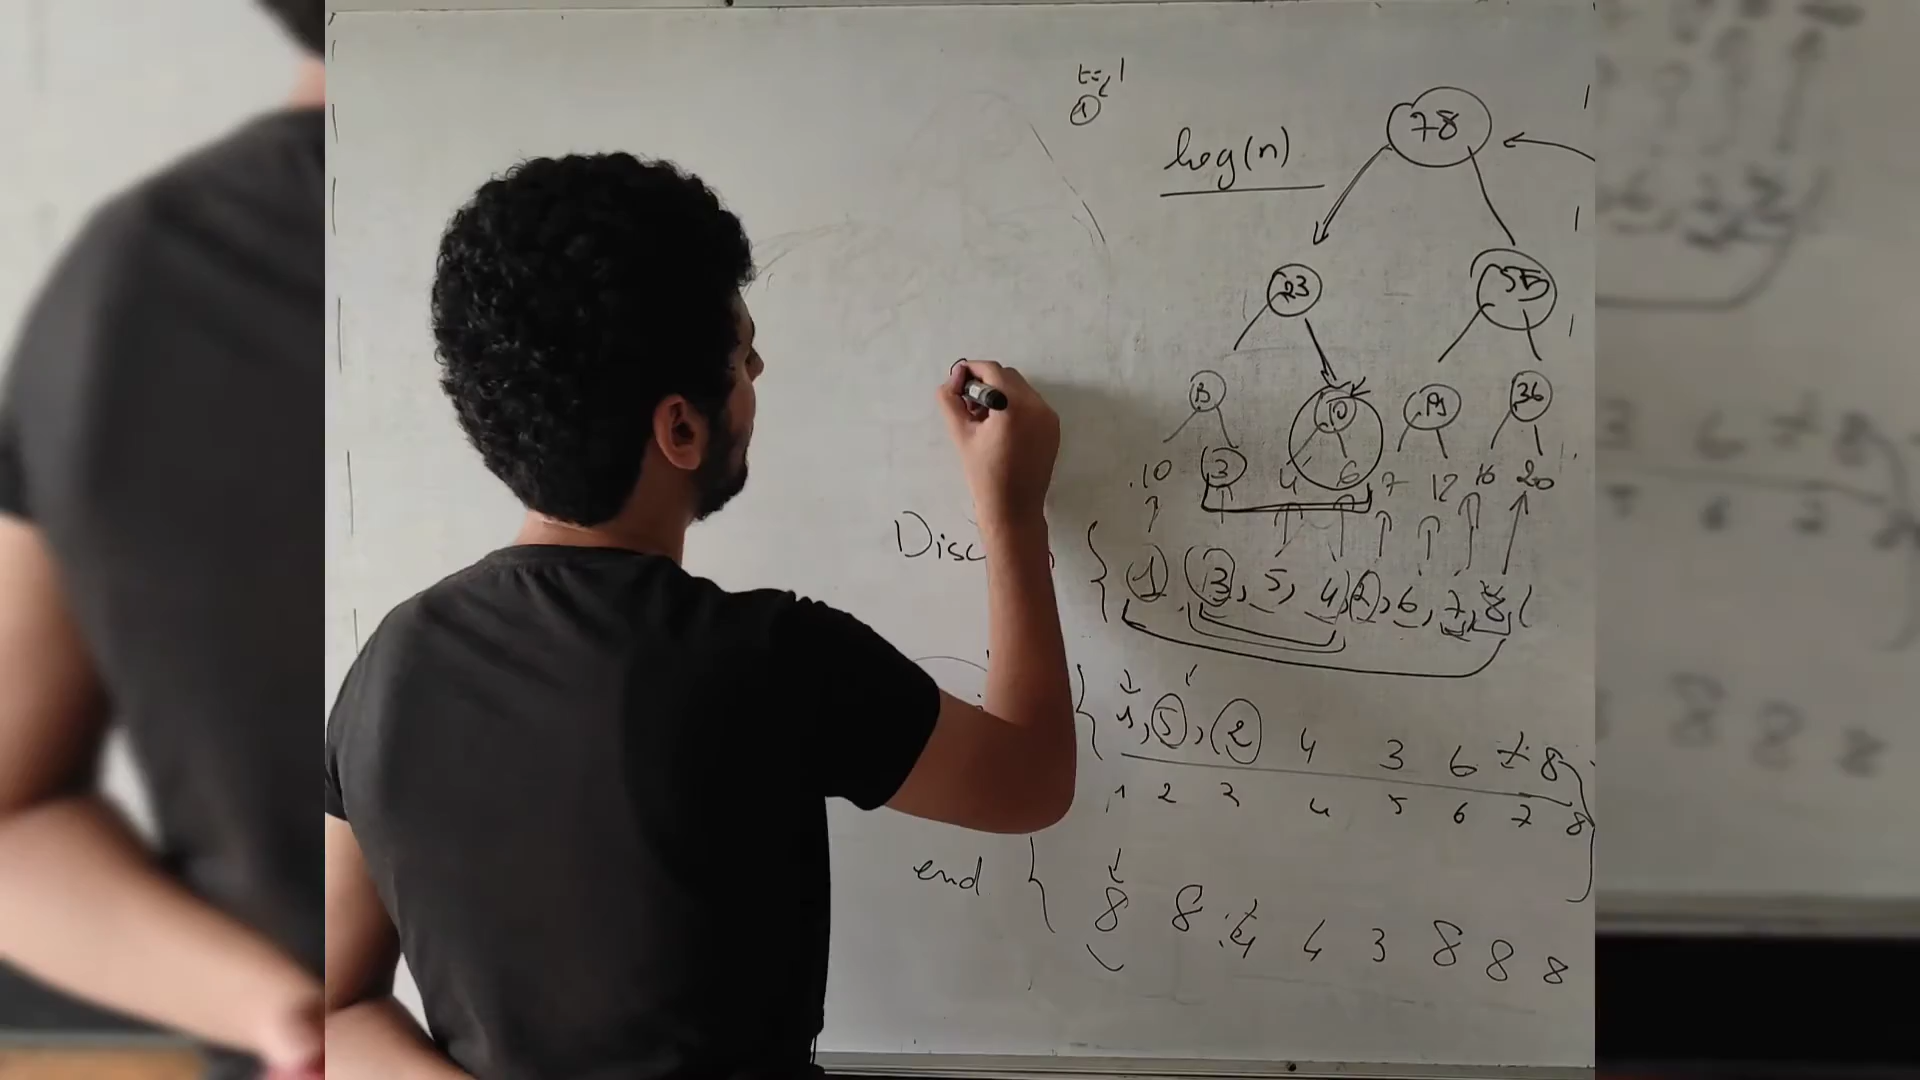 t=1
1
log(n)
78
23 55
13 10 19 36
10 3 4 6 7 12 16 20
Disc
{ 1, 3, 5, 4, 2, 6, 7, 8, (
{ 1, 5, 2 4 3 6 7 8
1 2 3 4 5 6 7 8
end { 8 8 4 4 3 8 8 8